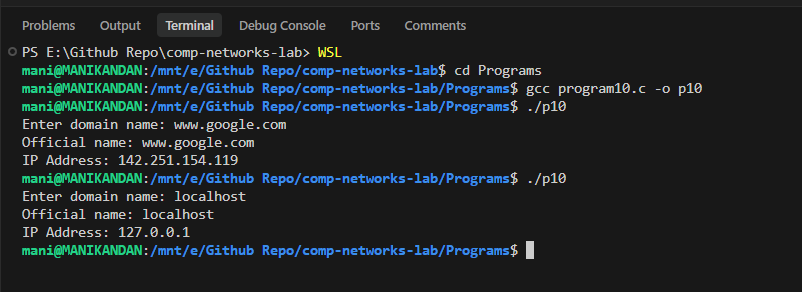 Problems Output Terminal Debug Console Ports Comments
PS E:\Github Repo\comp-networks-lab> WSL
mani@MANIKANDAN:/mnt/e/Github Repo/comp-networks-lab$ cd Programs
mani@MANIKANDAN:/mnt/e/Github Repo/comp-networks-lab/Programs$ gcc program10.c -o p10
mani@MANIKANDAN:/mnt/e/Github Repo/comp-networks-lab/Programs$ ./p10
Enter domain name: www.google.com
Official name: www.google.com
IP Address: 142.251.154.119
mani@MANIKANDAN:/mnt/e/Github Repo/comp-networks-lab/Programs$ ./p10
Enter domain name: localhost
Official name: localhost
IP Address: 127.0.0.1
mani@MANIKANDAN:/mnt/e/Github Repo/comp-networks-lab/Programs$